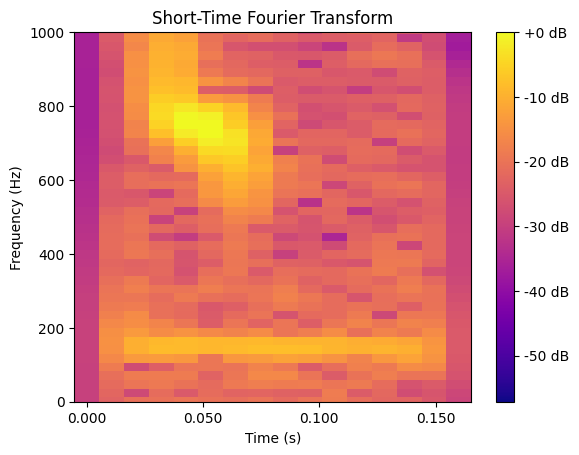 Short-Time Fourier Transform
1000
800
600
400
200
0
Frequency (Hz)
0.000
0.050
0.100
0.150
Time (s)
+0 dB
-10 dB
-20 dB
-30 dB
-40 dB
-50 dB